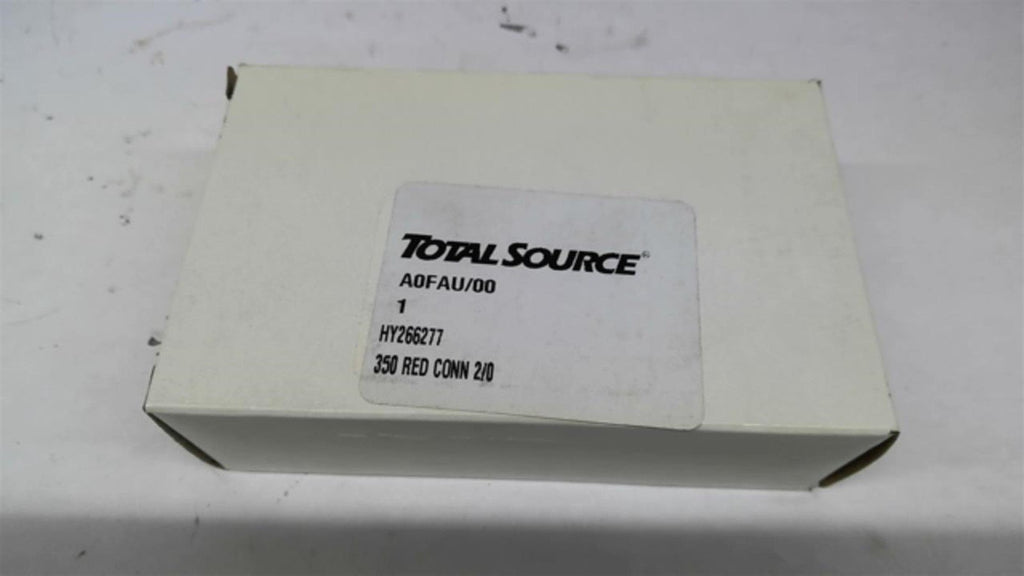 TOTAL SOURCE®
A0FAU/00
1
HY266277
350 RED CONN 2/0